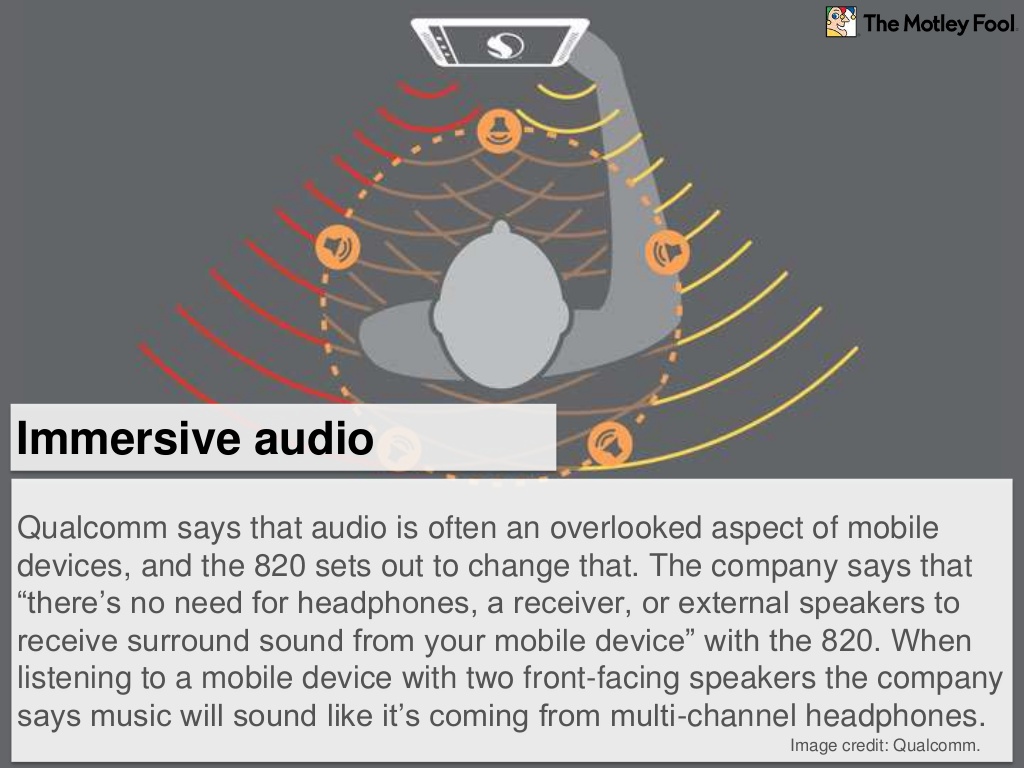 The Motley Fool
Immersive audio
Qualcomm says that audio is often an overlooked aspect of mobile
devices, and the 820 sets out to change that. The company says that
“there’s no need for headphones, a receiver, or external speakers to
receive surround sound from your mobile device” with the 820. When
listening to a mobile device with two front-facing speakers the company
says music will sound like it’s coming from multi-channel headphones.
Image credit: Qualcomm.